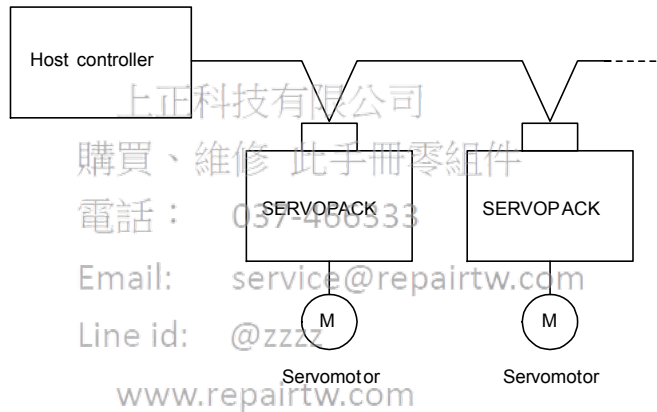 Host controller
上正科技有限公司
購買、維修 此手冊零組件
SERVOPACK
SERVOPACK
電話： 037-466333
Email: service@repairtw.com
M
M
Line id: @zzzz
Servomotor
Servomotor
www.repairtw.com